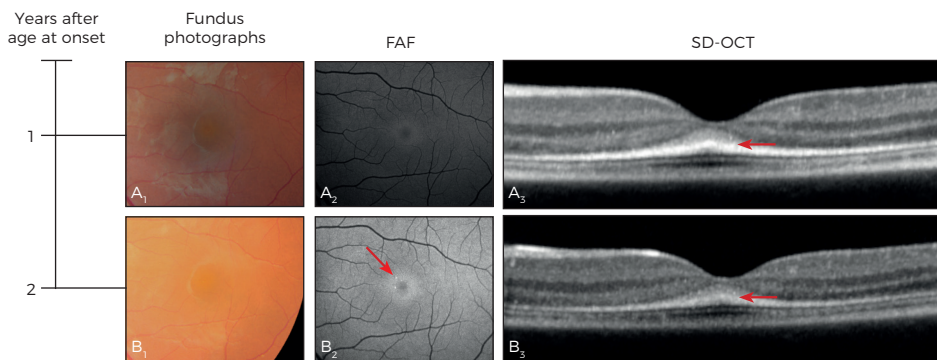 Years after
age at onset
Fundus
photographs
FAF
SD-OCT
1
A1
A2
A3
2
B1
B2
B3